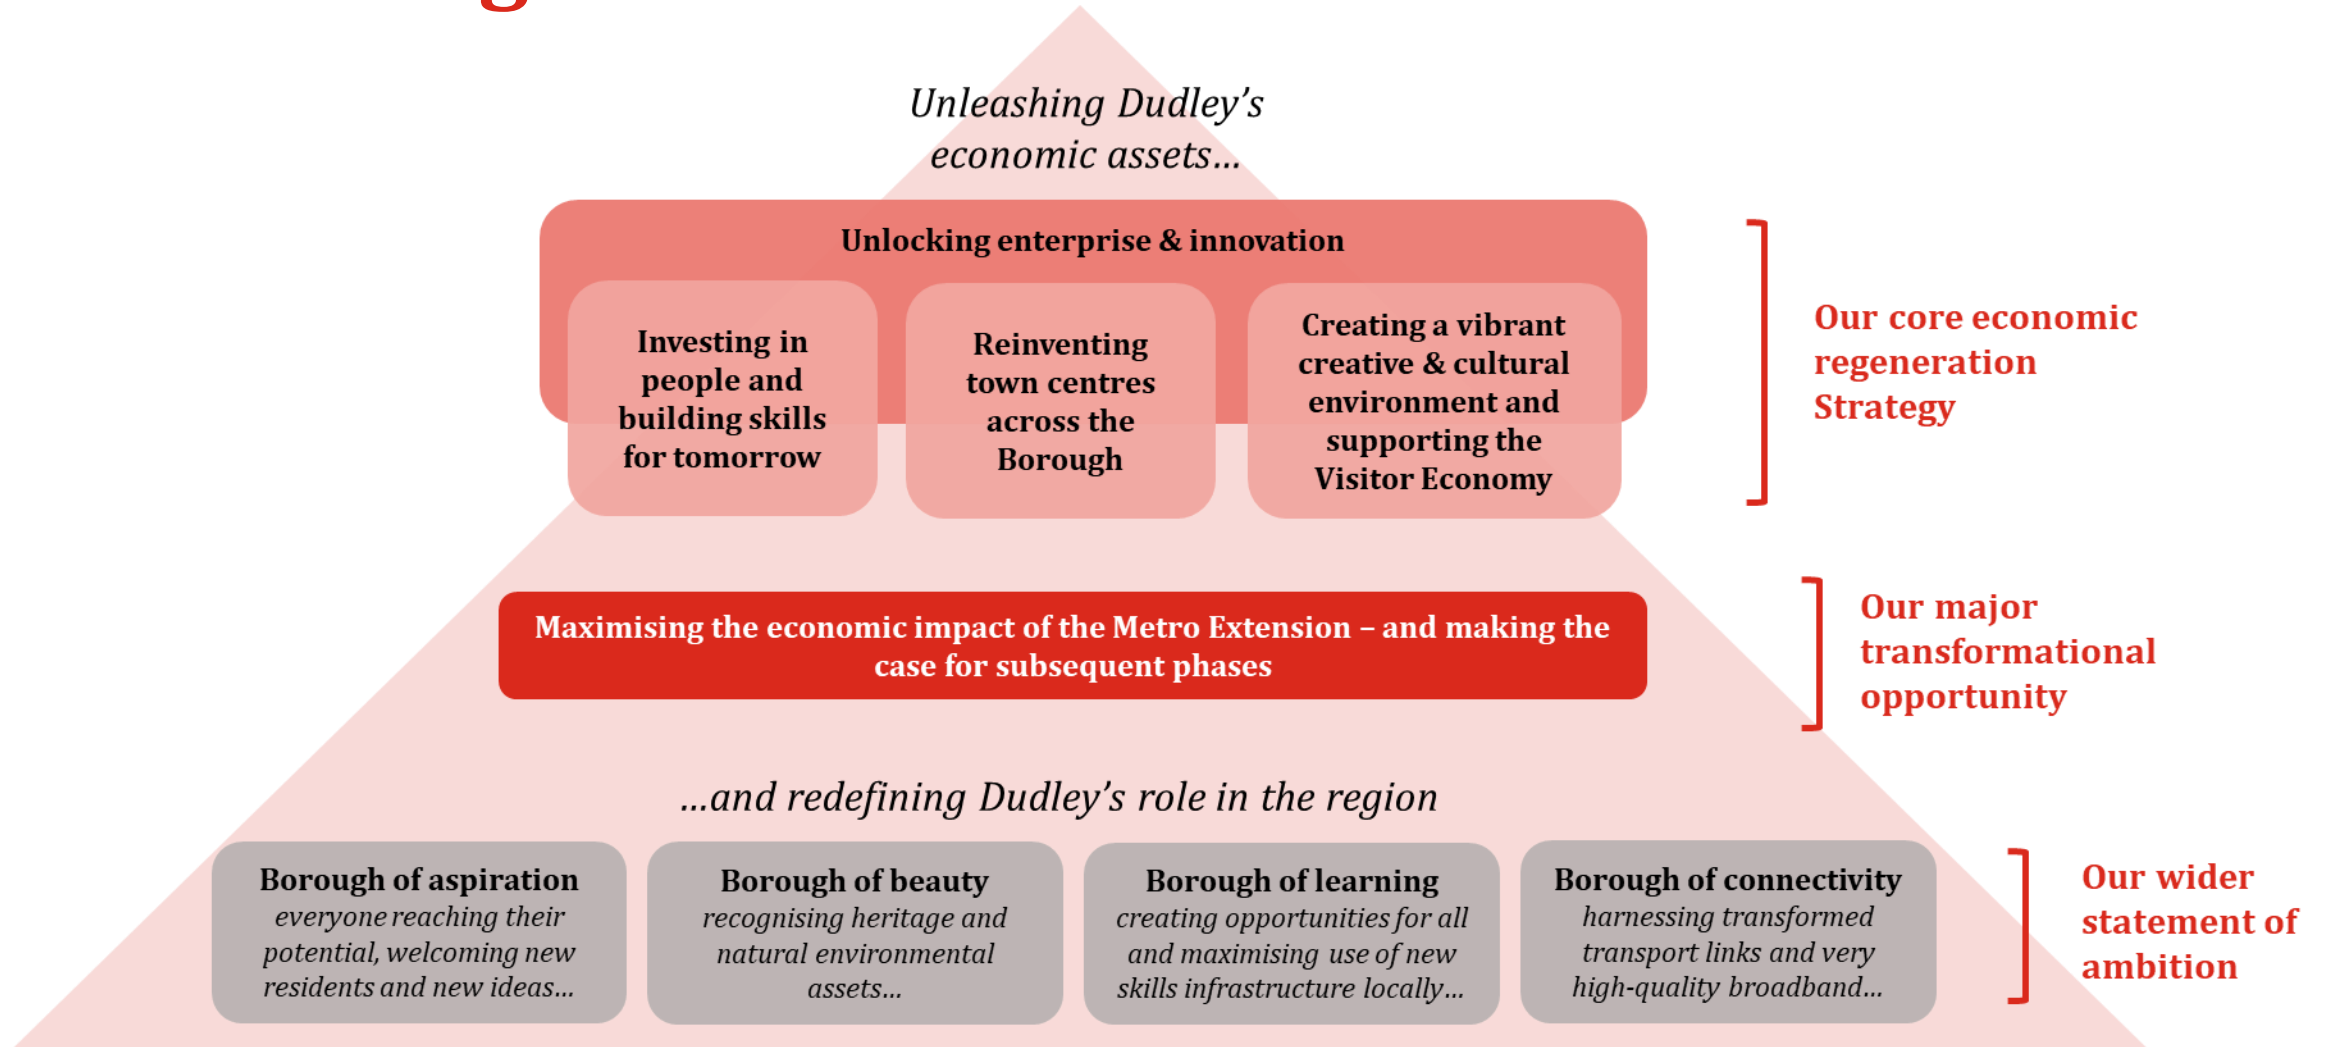 Unleashing Dudley's
economic assets...
Unlocking enterprise & innovation
Investing in
people and
building skills
for tomorrow
Reinventing
town centres
across the
Borough
Creating a vibrant
creative & cultural
environment and
supporting the
Visitor Economy
Our core economic
regeneration
Strategy
Maximising the economic impact of the Metro Extension – and making the
case for subsequent phases
Our major
transformational
opportunity
...and redefining Dudley's role in the region
Borough of aspiration
everyone reaching their
potential, welcoming new
residents and new ideas...
Borough of beauty
recognising heritage and
natural environmental
assets...
Borough of learning
creating opportunities for all
and maximising use of new
skills infrastructure locally...
Borough of connectivity
harnessing transformed
transport links and very
high-quality broadband...
Our wider
statement of
ambition